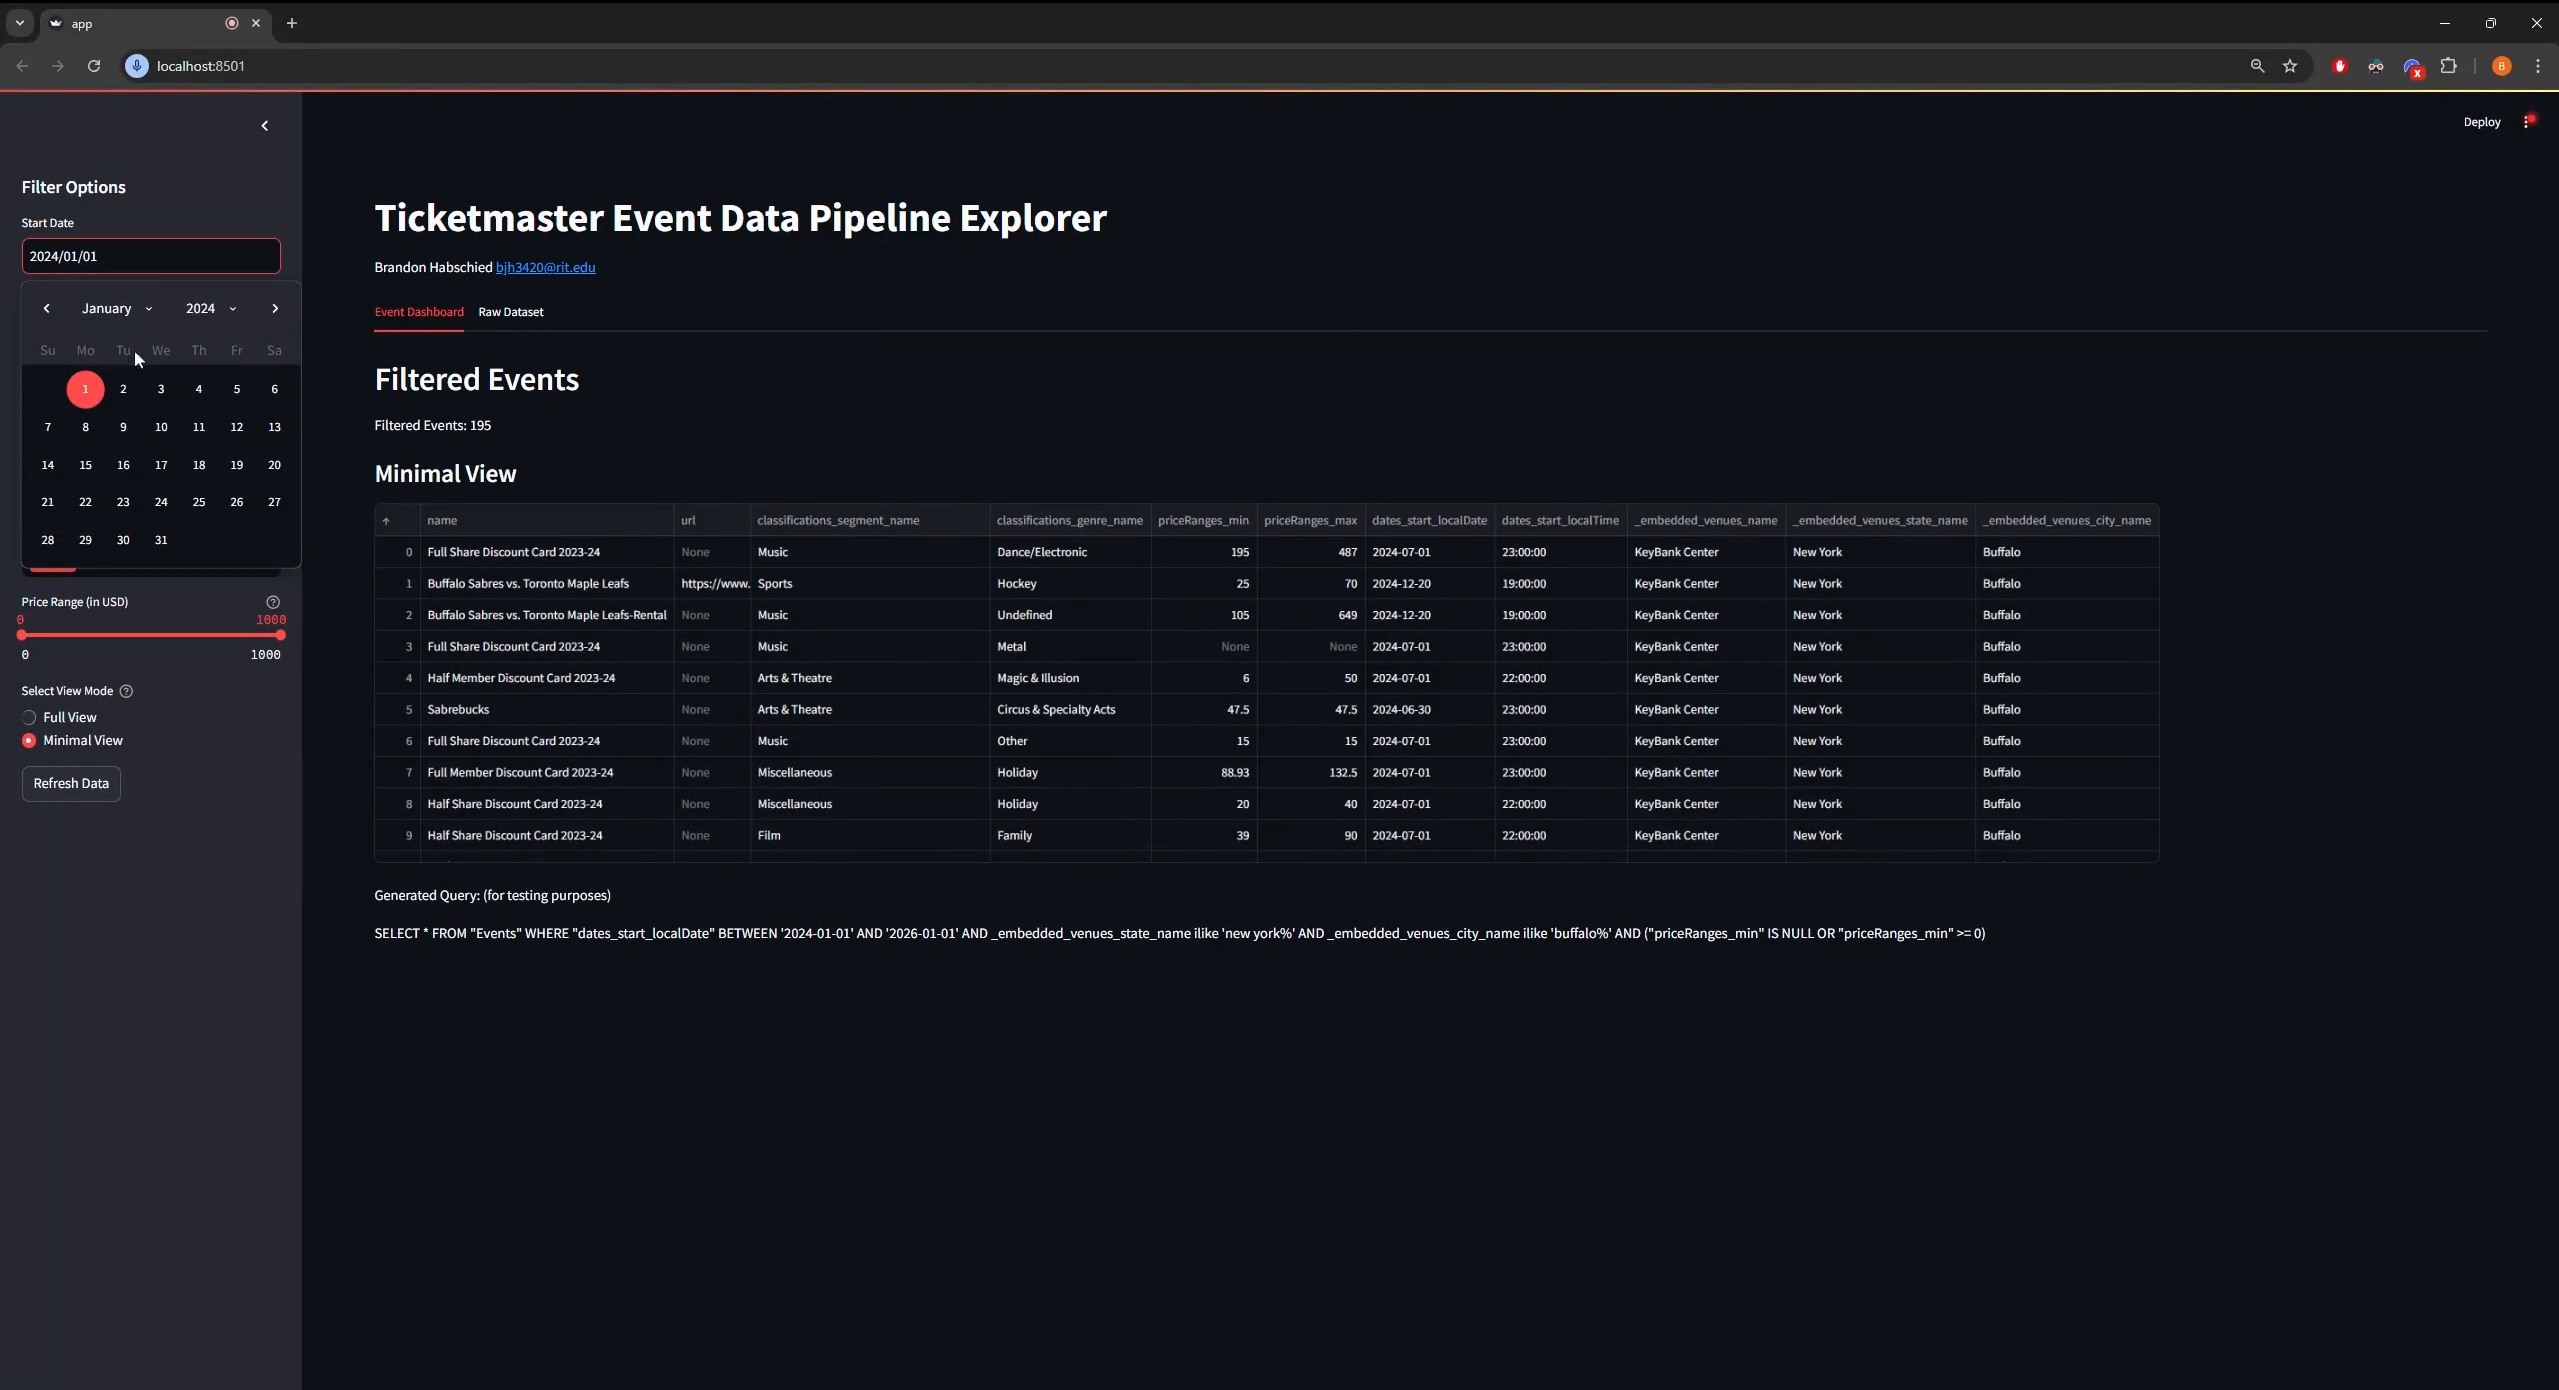 app
localhost:8501
B
Deploy
Filter Options
Start Date
2024/01/01
January 2024
Su Mo Tu We Th Fr Sa
1 2 3 4 5 6
7 8 9 10 11 12 13
14 15 16 17 18 19 20
21 22 23 24 25 26 27
28 29 30 31
Price Range (in USD)
0 1000
0 1000
Select View Mode
Full View
Minimal View
Refresh Data
Ticketmaster Event Data Pipeline Explorer
Brandon Habschied bjh3420@rit.edu
Event Dashboard Raw Dataset
Filtered Events
Filtered Events: 195
Minimal View
name url classifications_segment_name classifications_genre_name priceRanges_min priceRanges_max dates_start_localDate dates_start_localTime _embedded_venues_name _embedded_venues_state_name _embedded_venues_city_name
0 Full Share Discount Card 2023-24 None Music Dance/Electronic 195 487 2024-07-01 23:00:00 KeyBank Center New York Buffalo
1 Buffalo Sabres vs. Toronto Maple Leafs https://www. Sports Hockey 25 70 2024-12-20 19:00:00 KeyBank Center New York Buffalo
2 Buffalo Sabres vs. Toronto Maple Leafs-Rental None Music Undefined 105 649 2024-12-20 19:00:00 KeyBank Center New York Buffalo
3 Full Share Discount Card 2023-24 None Music Metal None None 2024-07-01 23:00:00 KeyBank Center New York Buffalo
4 Half Member Discount Card 2023-24 None Arts & Theatre Magic & Illusion 6 50 2024-07-01 22:00:00 KeyBank Center New York Buffalo
5 Sabrebucks None Arts & Theatre Circus & Specialty Acts 47.5 47.5 2024-06-30 23:00:00 KeyBank Center New York Buffalo
6 Full Share Discount Card 2023-24 None Music Other 15 15 2024-07-01 23:00:00 KeyBank Center New York Buffalo
7 Full Member Discount Card 2023-24 None Miscellaneous Holiday 88.93 132.5 2024-07-01 23:00:00 KeyBank Center New York Buffalo
8 Half Share Discount Card 2023-24 None Miscellaneous Holiday 20 40 2024-07-01 22:00:00 KeyBank Center New York Buffalo
9 Half Share Discount Card 2023-24 None Film Family 39 90 2024-07-01 22:00:00 KeyBank Center New York Buffalo
Generated Query: (for testing purposes)
SELECT * FROM "Events" WHERE "dates_start_localDate" BETWEEN '2024-01-01' AND '2026-01-01' AND _embedded_venues_state_name ilike 'new york%' AND _embedded_venues_city_name ilike 'buffalo%' AND ("priceRanges_min" IS NULL OR "priceRanges_min" >= 0)